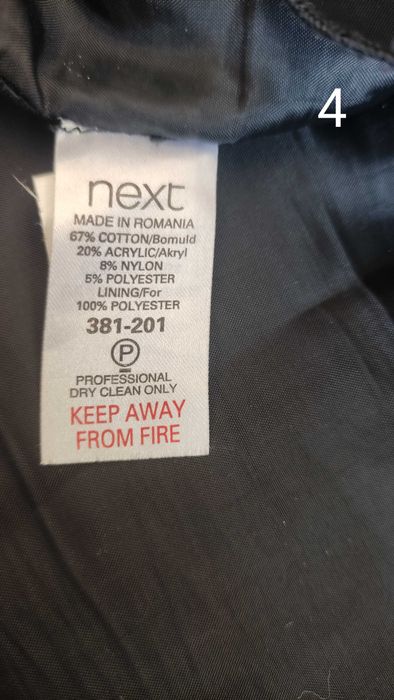 4
next
MADE IN ROMANIA
67% COTTON/Bomuld
20% ACRYLIC/Akryl
8% NYLON
5% POLYESTER
LINING/For
100% POLYESTER
381-201
P
PROFESSIONAL
DRY CLEAN ONLY
KEEP AWAY
FROM FIRE